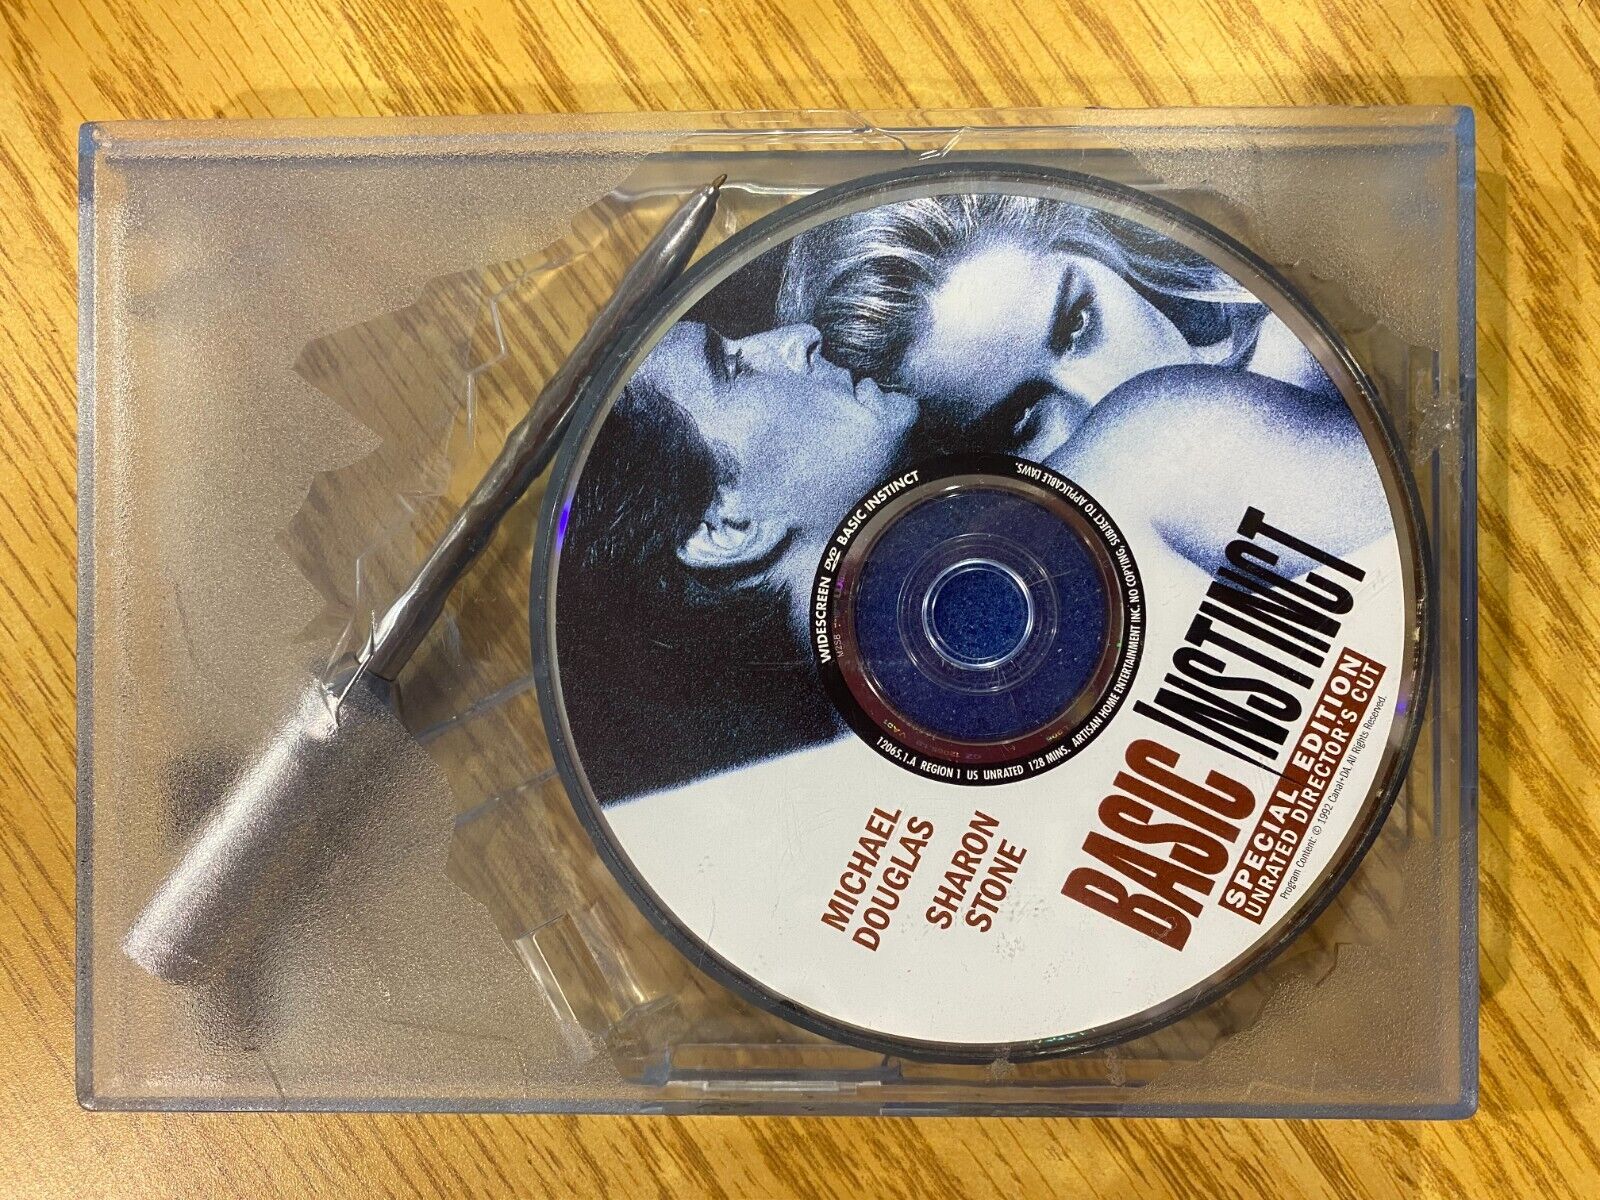 WIDESCREEN DVD BASIC INSTINCT
12065.1.A REGION 1 US UNRATED 128 MINS. ARTISAN HOME ENTERTAINMENT INC. NO COPYING, SUBJECT TO APPLICABLE LAWS.
MICHAEL
DOUGLAS
SHARON
STONE
BASIC INSTINCT
SPECIAL EDITION
UNRATED DIRECTOR'S CUT
Program Content: © 1992 Canal+DA. All Rights Reserved.